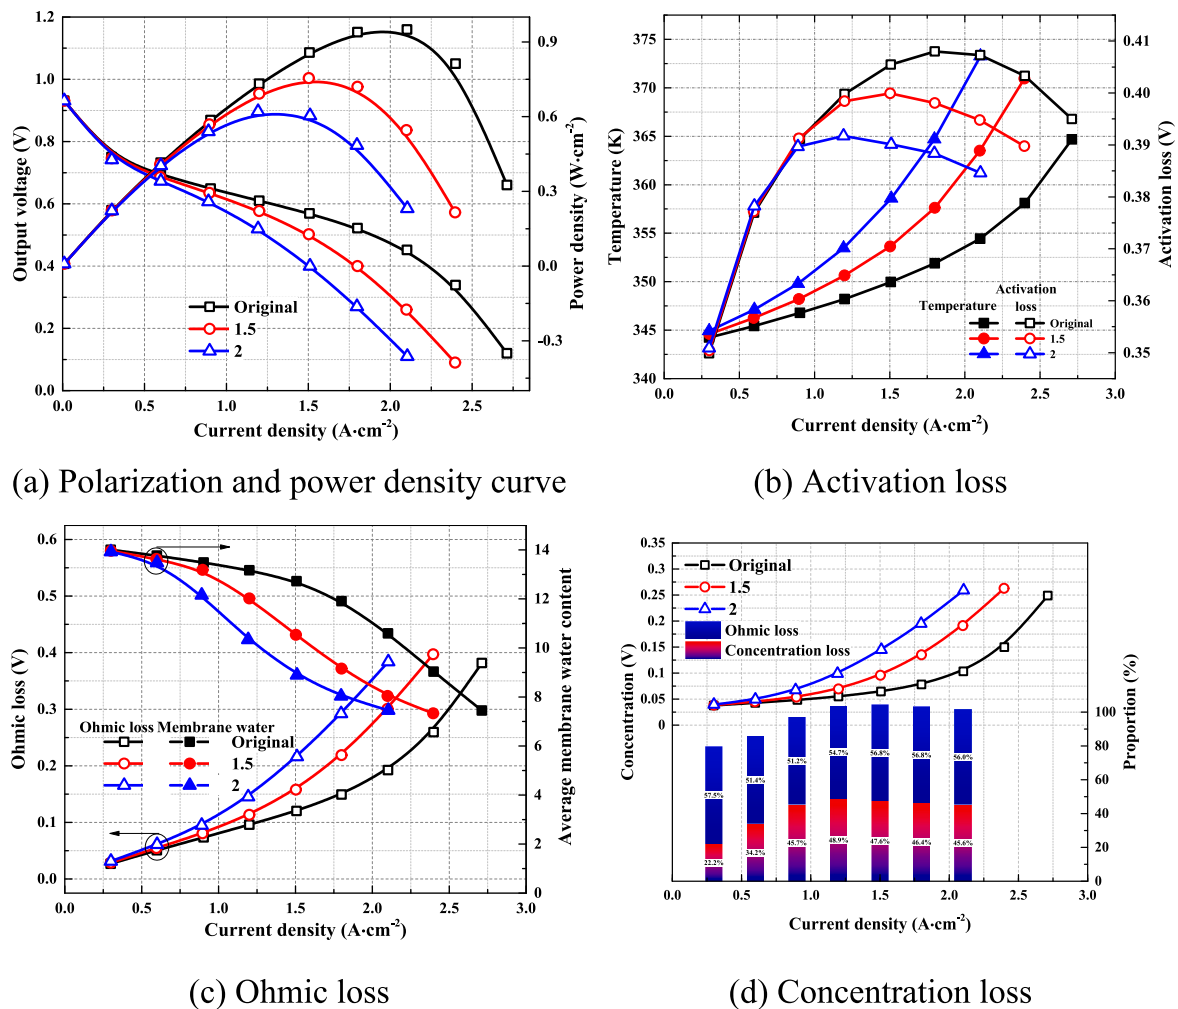 1.2
1.0
0.8
0.6
0.4
0.2
0.0
Output voltage (V)
0.9
0.6
0.3
0.0
-0.3
Power density (W·cm⁻²)
Original
1.5
2
0.0 0.5 1.0 1.5 2.0 2.5
Current density (A·cm⁻²)
(a) Polarization and power density curve
375
370
365
360
355
350
345
340
Temperature (K)
0.41
0.40
0.39
0.38
0.37
0.36
0.35
Activation loss (V)
Temperature Activation loss
Original
1.5
2
0.0 0.5 1.0 1.5 2.0 2.5 3.0
Current density (A·cm⁻²)
(b) Activation loss
0.6
0.5
0.4
0.3
0.2
0.1
0.0
Ohmic loss (V)
14
12
10
8
6
4
2
0
Average membrane water content
Ohmic loss Membrane water
Original
1.5
2
0.0 0.5 1.0 1.5 2.0 2.5 3.0
Current density (A·cm⁻²)
(c) Ohmic loss
0.35
0.3
0.25
0.2
0.15
0.1
0.05
0
Concentration (V)
Original
1.5
2
Ohmic loss
Concentration loss
100
80
60
40
20
0
Proportion (%)
57.5% 51.4% 51.2% 54.7% 56.8% 56.8% 56.0%
22.2% 34.2% 45.7% 48.9% 47.6% 46.4% 45.6%
0.0 0.5 1.0 1.5 2.0 2.5 3.0
Current density (A·cm⁻²)
(d) Concentration loss